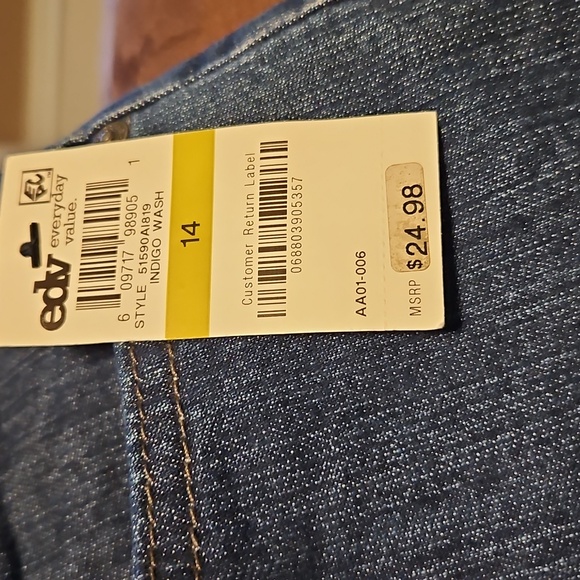 edv
everyday
value.
6 09717 98905 1
STYLE 51590AI819
INDIGO WASH
14
Customer Return Label
068803905357
AA01-006
MSRP $24.98